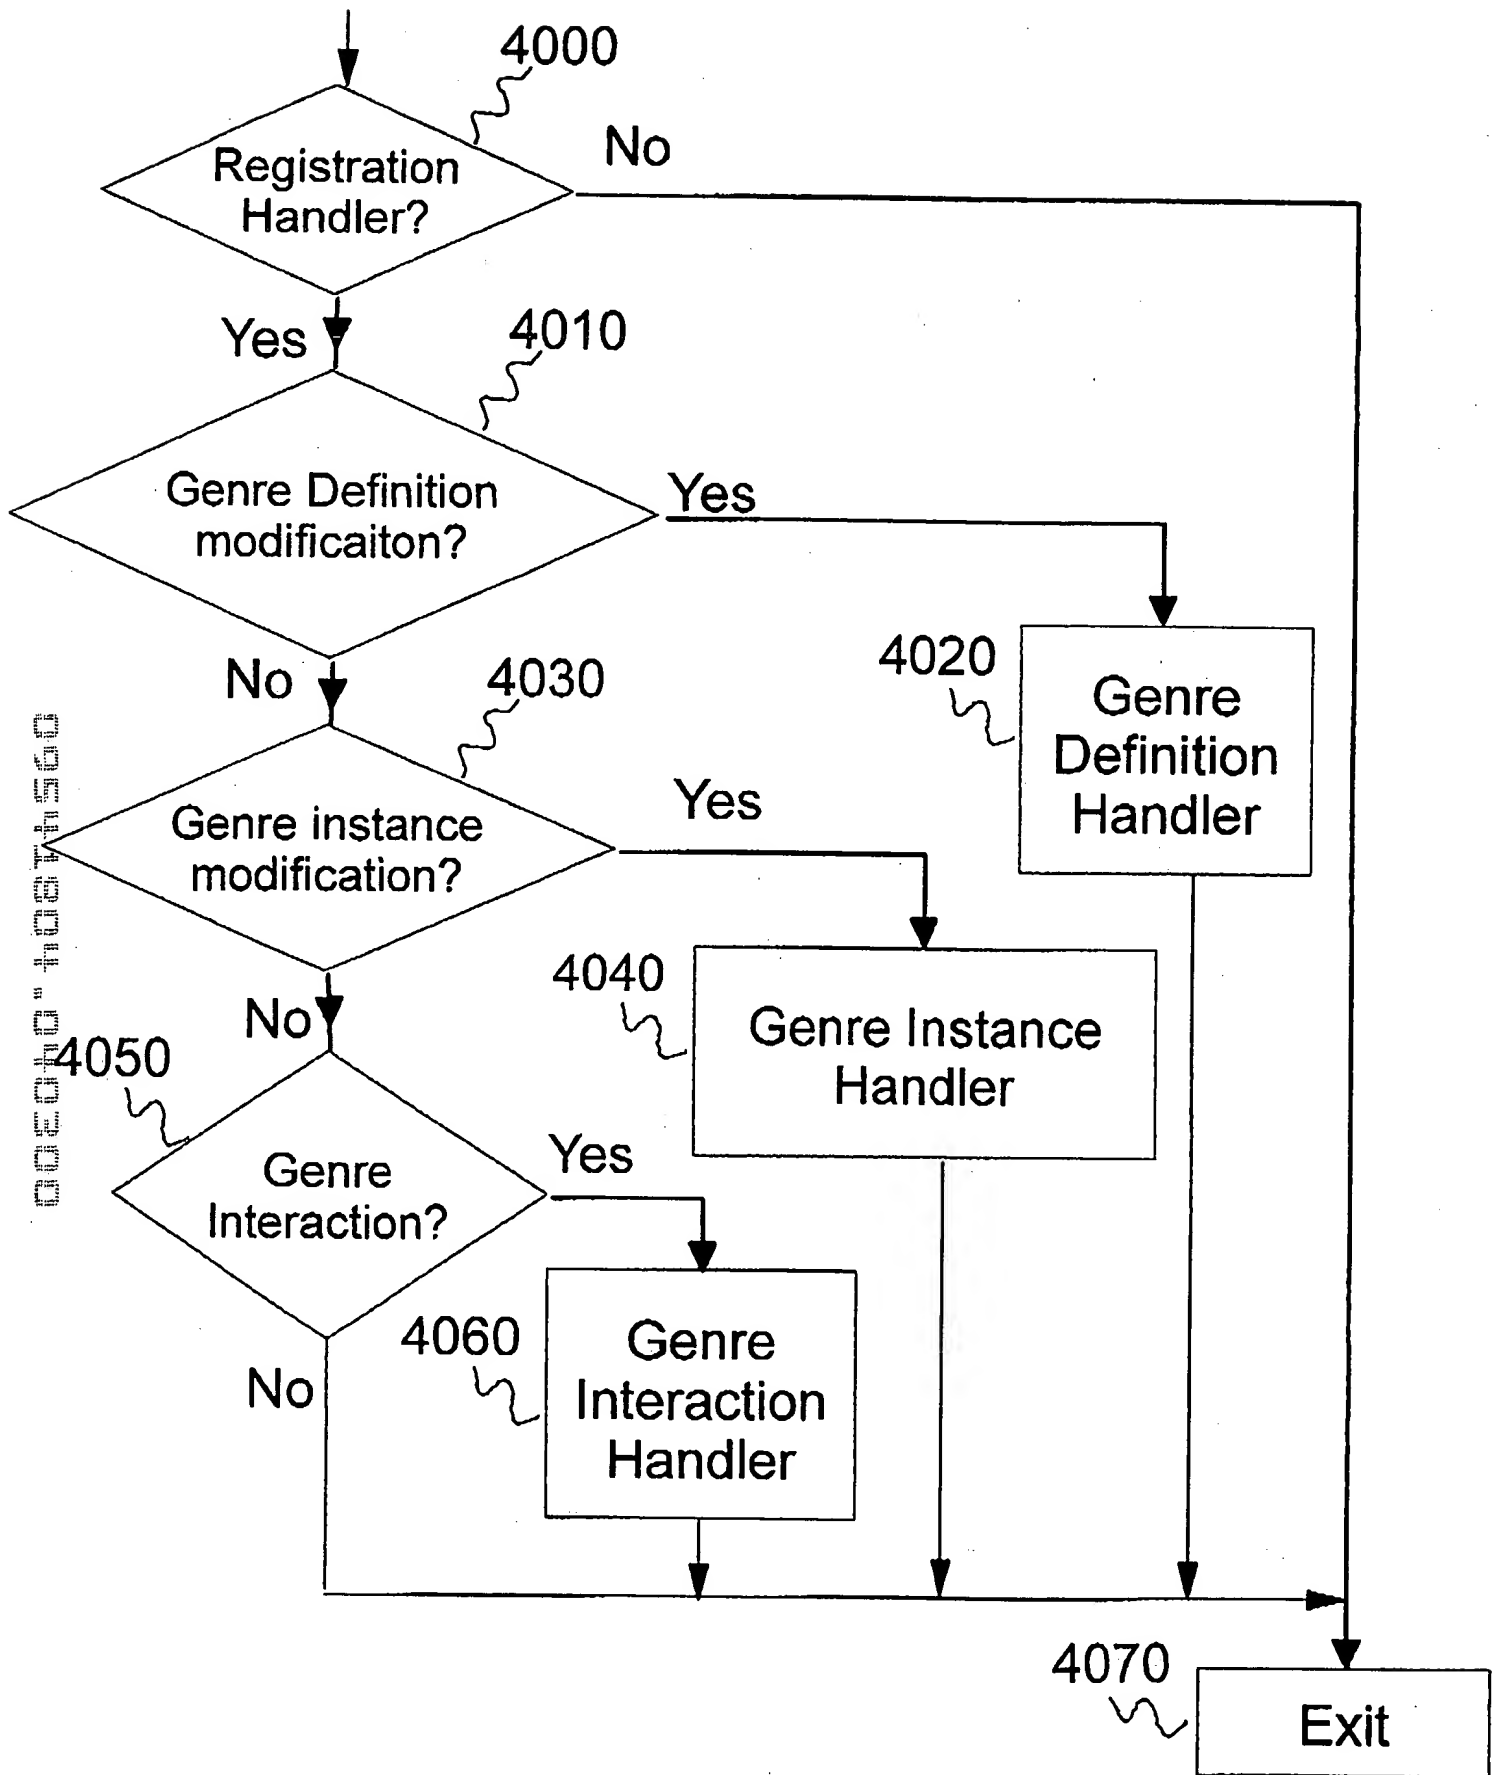 4000
No
Registration
Handler?
Yes
4010
Genre Definition
modificaiton?
Yes
No
4030
4020
Genre
Definition
Handler
Genre instance
modification?
Yes
No
4040
Genre Instance
Handler
4050
Genre
Interaction?
Yes
No
4060
Genre
Interaction
Handler
4070
Exit